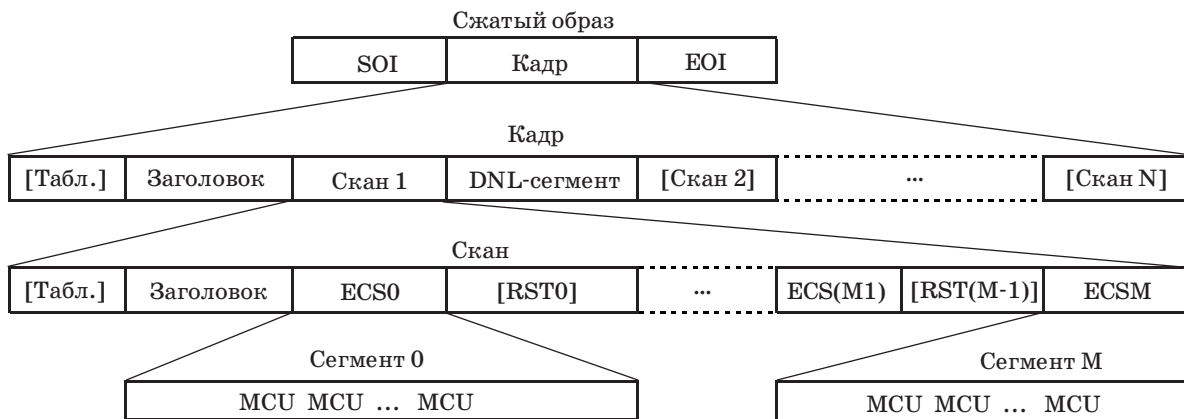 Сжатый образ
SOI Кадр EOI
Кадр
[Табл.] Заголовок Скан 1 DNL-сегмент [Скан 2] ... [Скан N]
Скан
[Табл.] Заголовок ECS0 [RST0] ... ECS(M1) [RST(M-1)] ECSM
Сегмент 0 Сегмент M
MCU MCU ... MCU MCU MCU ... MCU